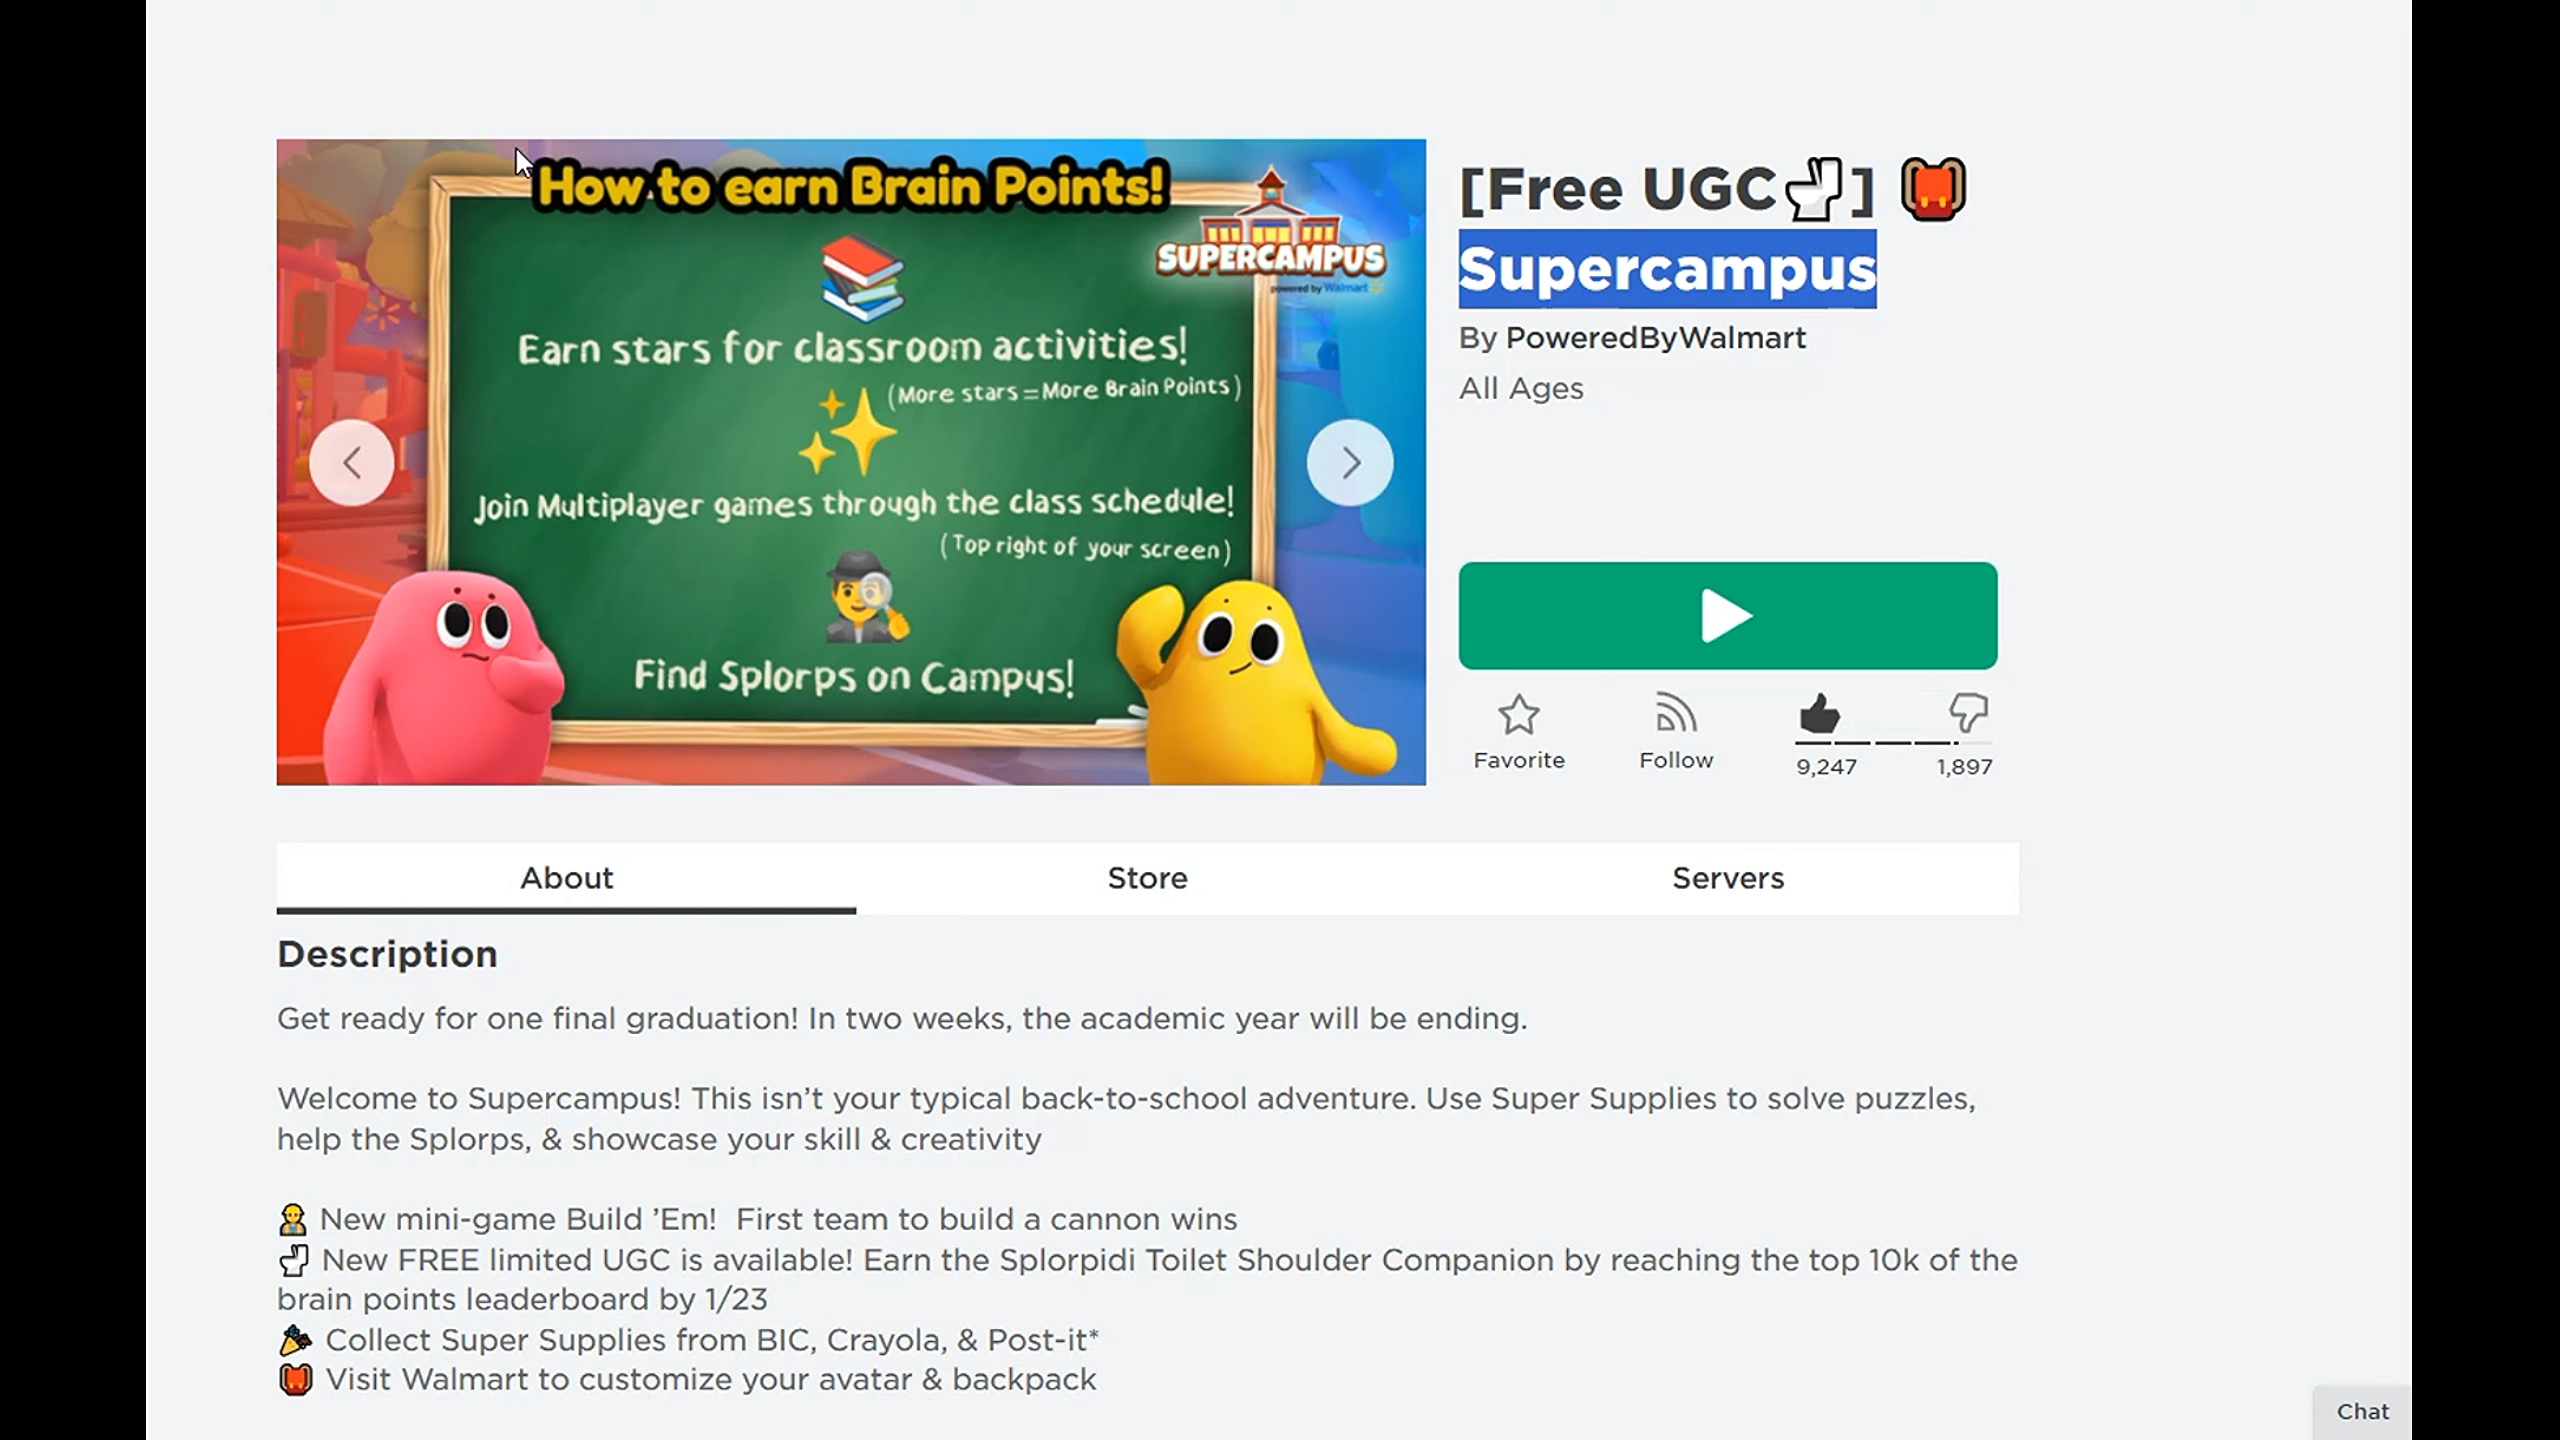 How to earn Brain Points!
SUPERCAMPUS
powered by Walmart
Earn stars for classroom activities!
(More stars=More Brain Points)
Join Multiplayer games through the class schedule!
(Top right of your screen)
Find Splorps on Campus!
[Free UGC🚽] 🎒
Supercampus
By PoweredByWalmart
All Ages
Favorite
Follow
9,247
1,897
About
Store
Servers
Description
Get ready for one final graduation! In two weeks, the academic year will be ending.
Welcome to Supercampus! This isn’t your typical back-to-school adventure. Use Super Supplies to solve puzzles,
help the Splorps, & showcase your skill & creativity
👷 New mini-game Build ’Em!  First team to build a cannon wins
🚽 New FREE limited UGC is available! Earn the Splorpidi Toilet Shoulder Companion by reaching the top 10k of the
brain points leaderboard by 1/23
🎉 Collect Super Supplies from BIC, Crayola, & Post-it*
🎒 Visit Walmart to customize your avatar & backpack
Chat